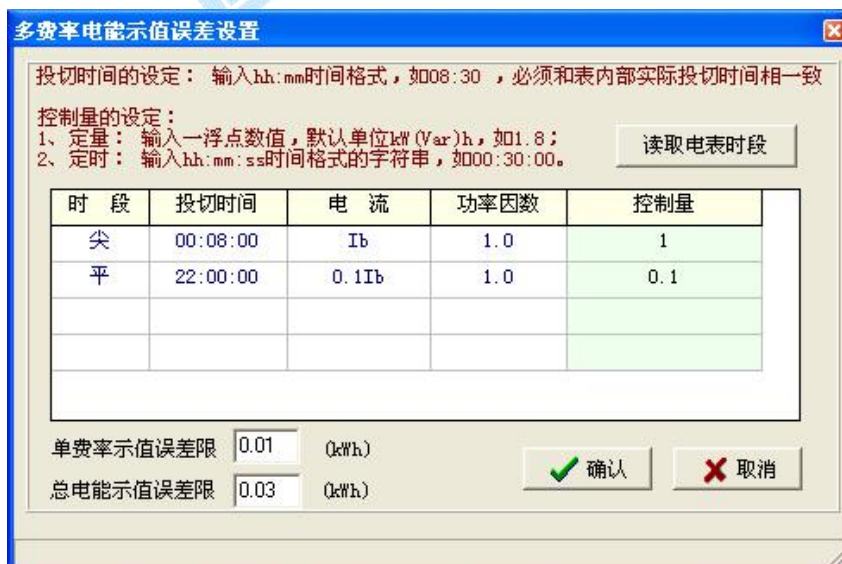 多费率电能示值误差设置
投切时间的设定： 输入hh:mm时间格式，如08:30 ，必须和表内部实际投切时间相一致
控制量的设定：
1、定量： 输入一浮点数值，默认单位kW(Var)h，如1.8；
2、定时： 输入hh:mm:ss时间格式的字符串，如00:30:00。
读取电表时段
时 段 投切时间 电 流 功率因数 控制量
尖 00:08:00 Ib 1.0 1
平 22:00:00 0.1Ib 1.0 0.1
单费率示值误差限 0.01 (kWh)
总电能示值误差限 0.03 (kWh)
确认 取消